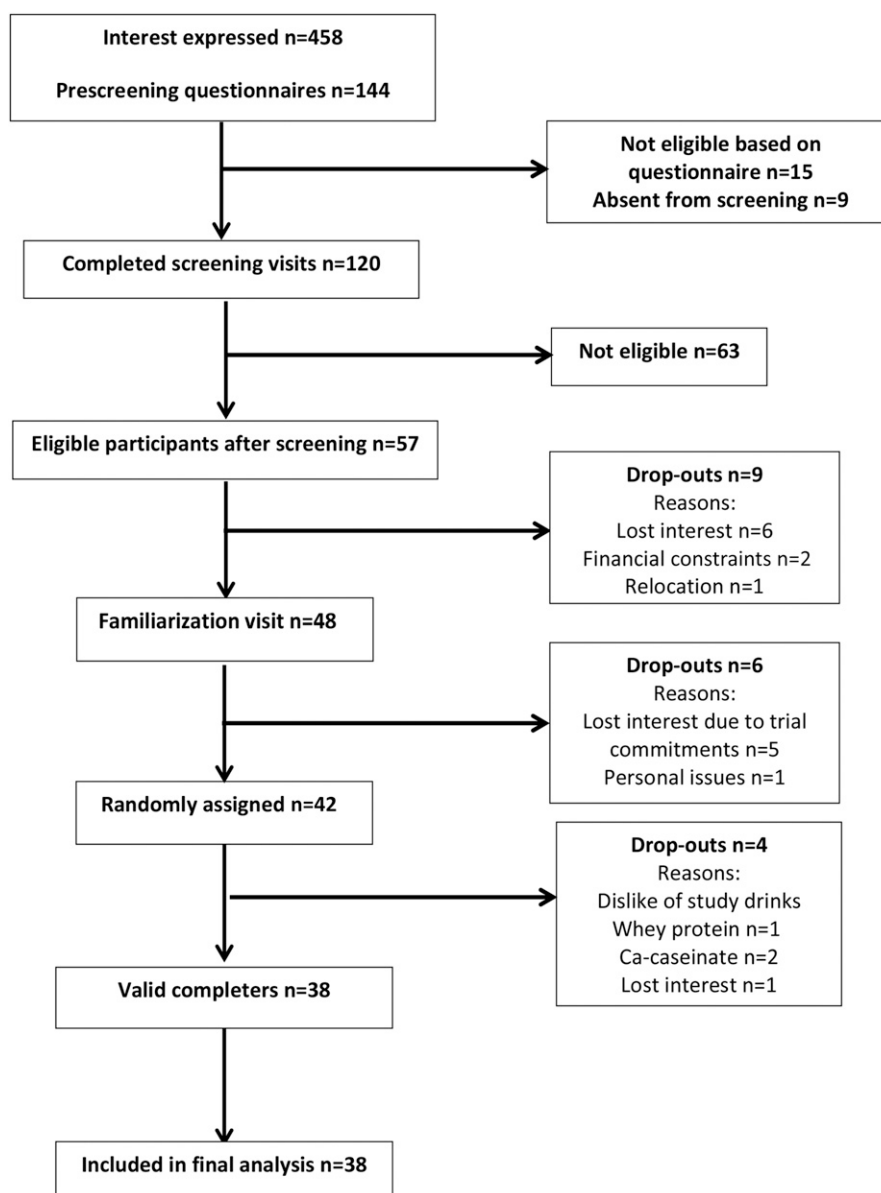 Interest expressed n=458
Prescreening questionnaires n=144
Not eligible based on
questionnaire n=15
Absent from screening n=9
Completed screening visits n=120
Not eligible n=63
Eligible participants after screening n=57
Drop-outs n=9
Reasons:
Lost interest n=6
Financial constraints n=2
Relocation n=1
Familiarization visit n=48
Drop-outs n=6
Reasons:
Lost interest due to trial
commitments n=5
Personal issues n=1
Randomly assigned n=42
Drop-outs n=4
Reasons:
Dislike of study drinks
Whey protein n=1
Ca-caseinate n=2
Lost interest n=1
Valid completers n=38
Included in final analysis n=38